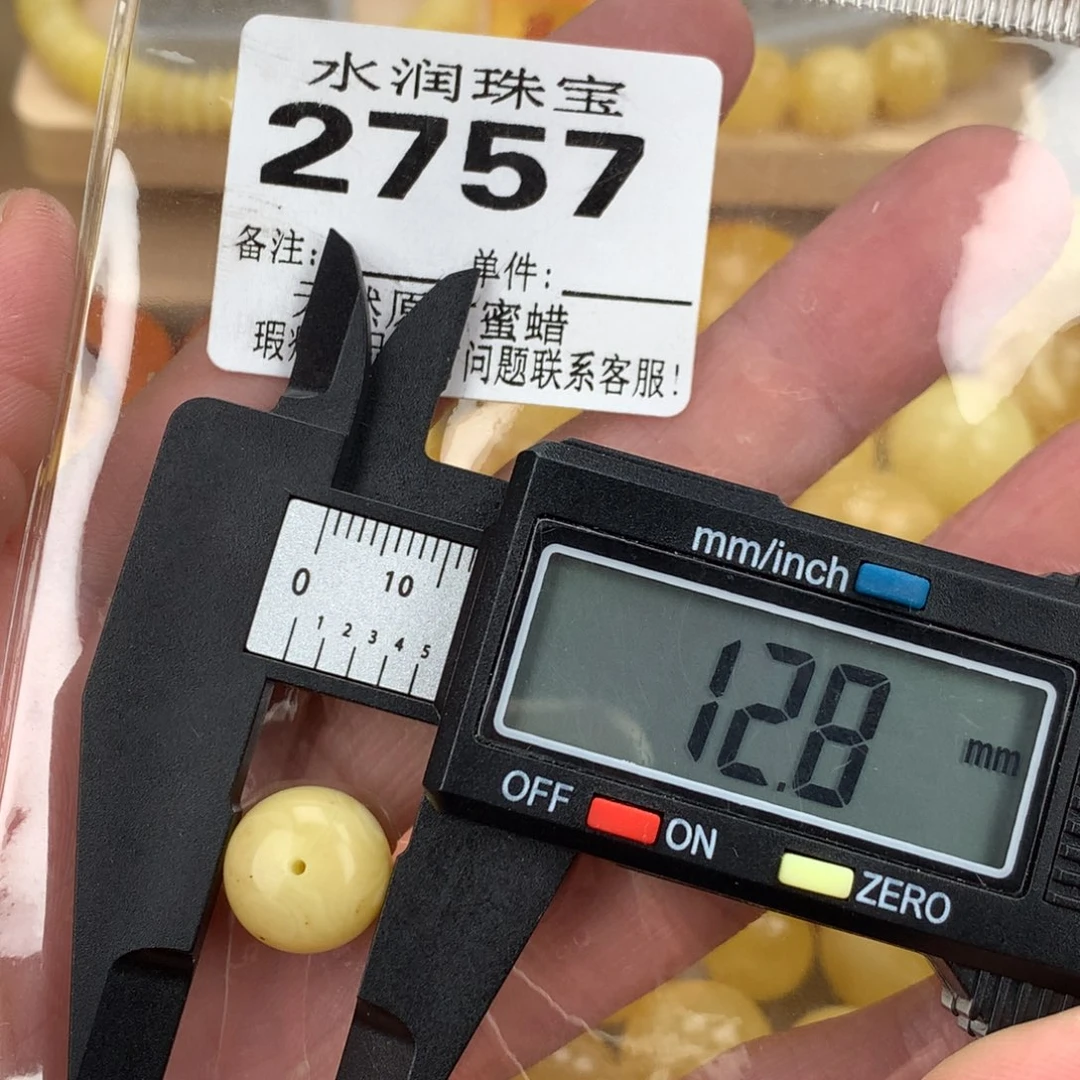 水润珠宝
2757
备注: 单件:
蜜蜡
问题联系客服!
mm/inch
0 10
1 2 3 4 5
12.8 mm
OFF ON
ZERO